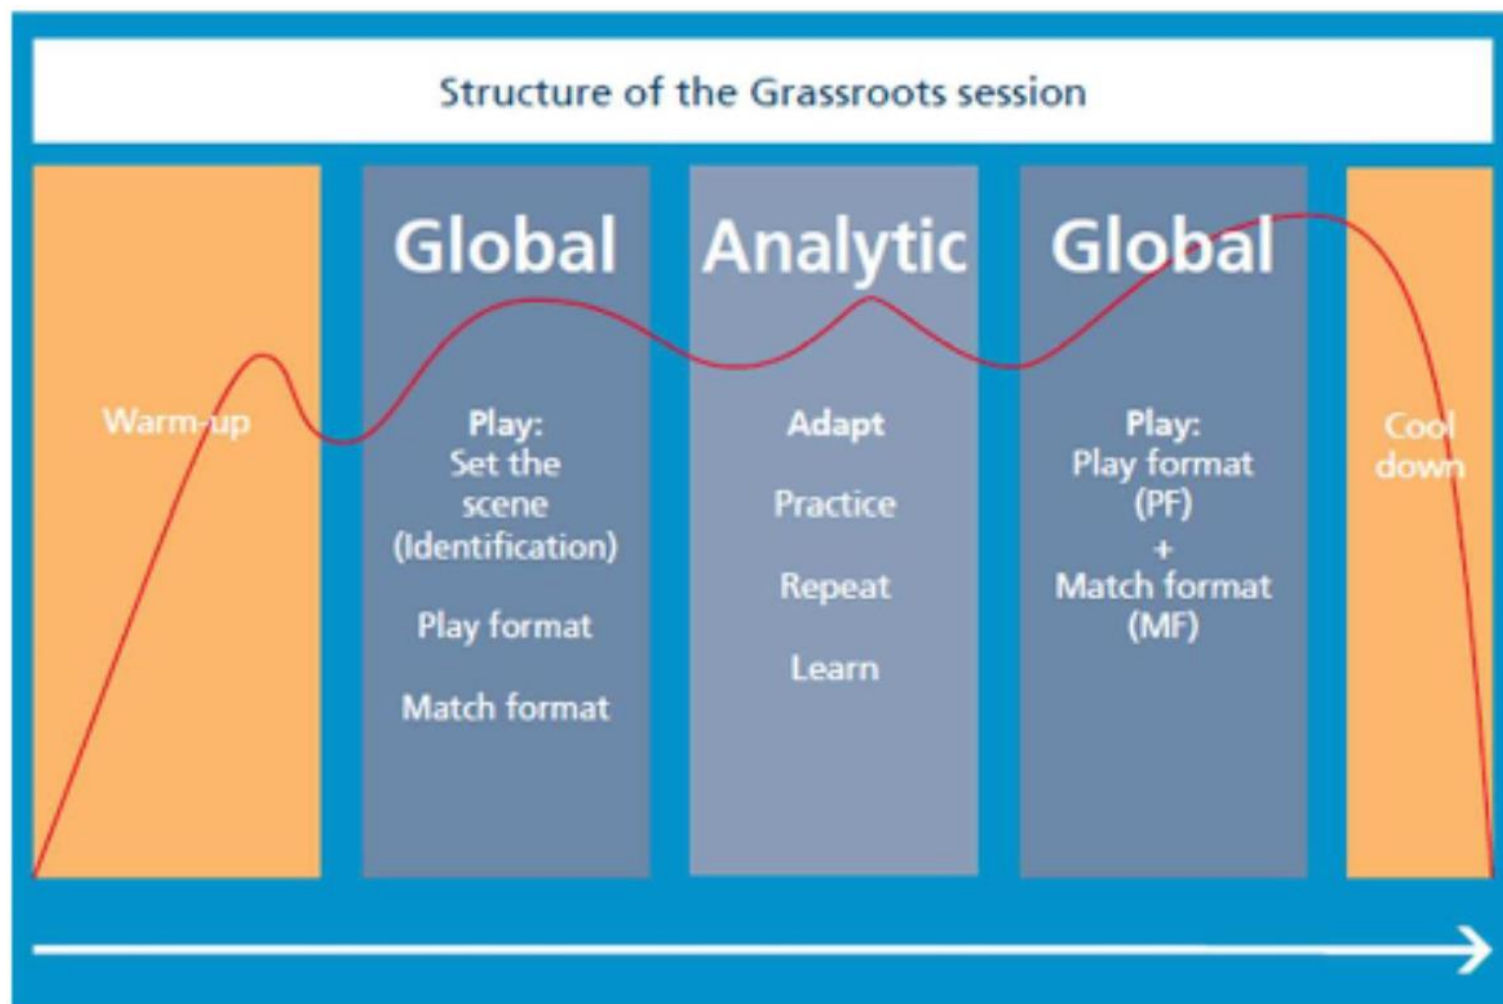 Structure of the Grassroots session
Warm-up
Global
Play:
Set the
scene
(Identification)
Play format
Match format
Analytic
Adapt
Practice
Repeat
Learn
Global
Play:
Play format
(PF)
+
Match format
(MF)
Cool
down